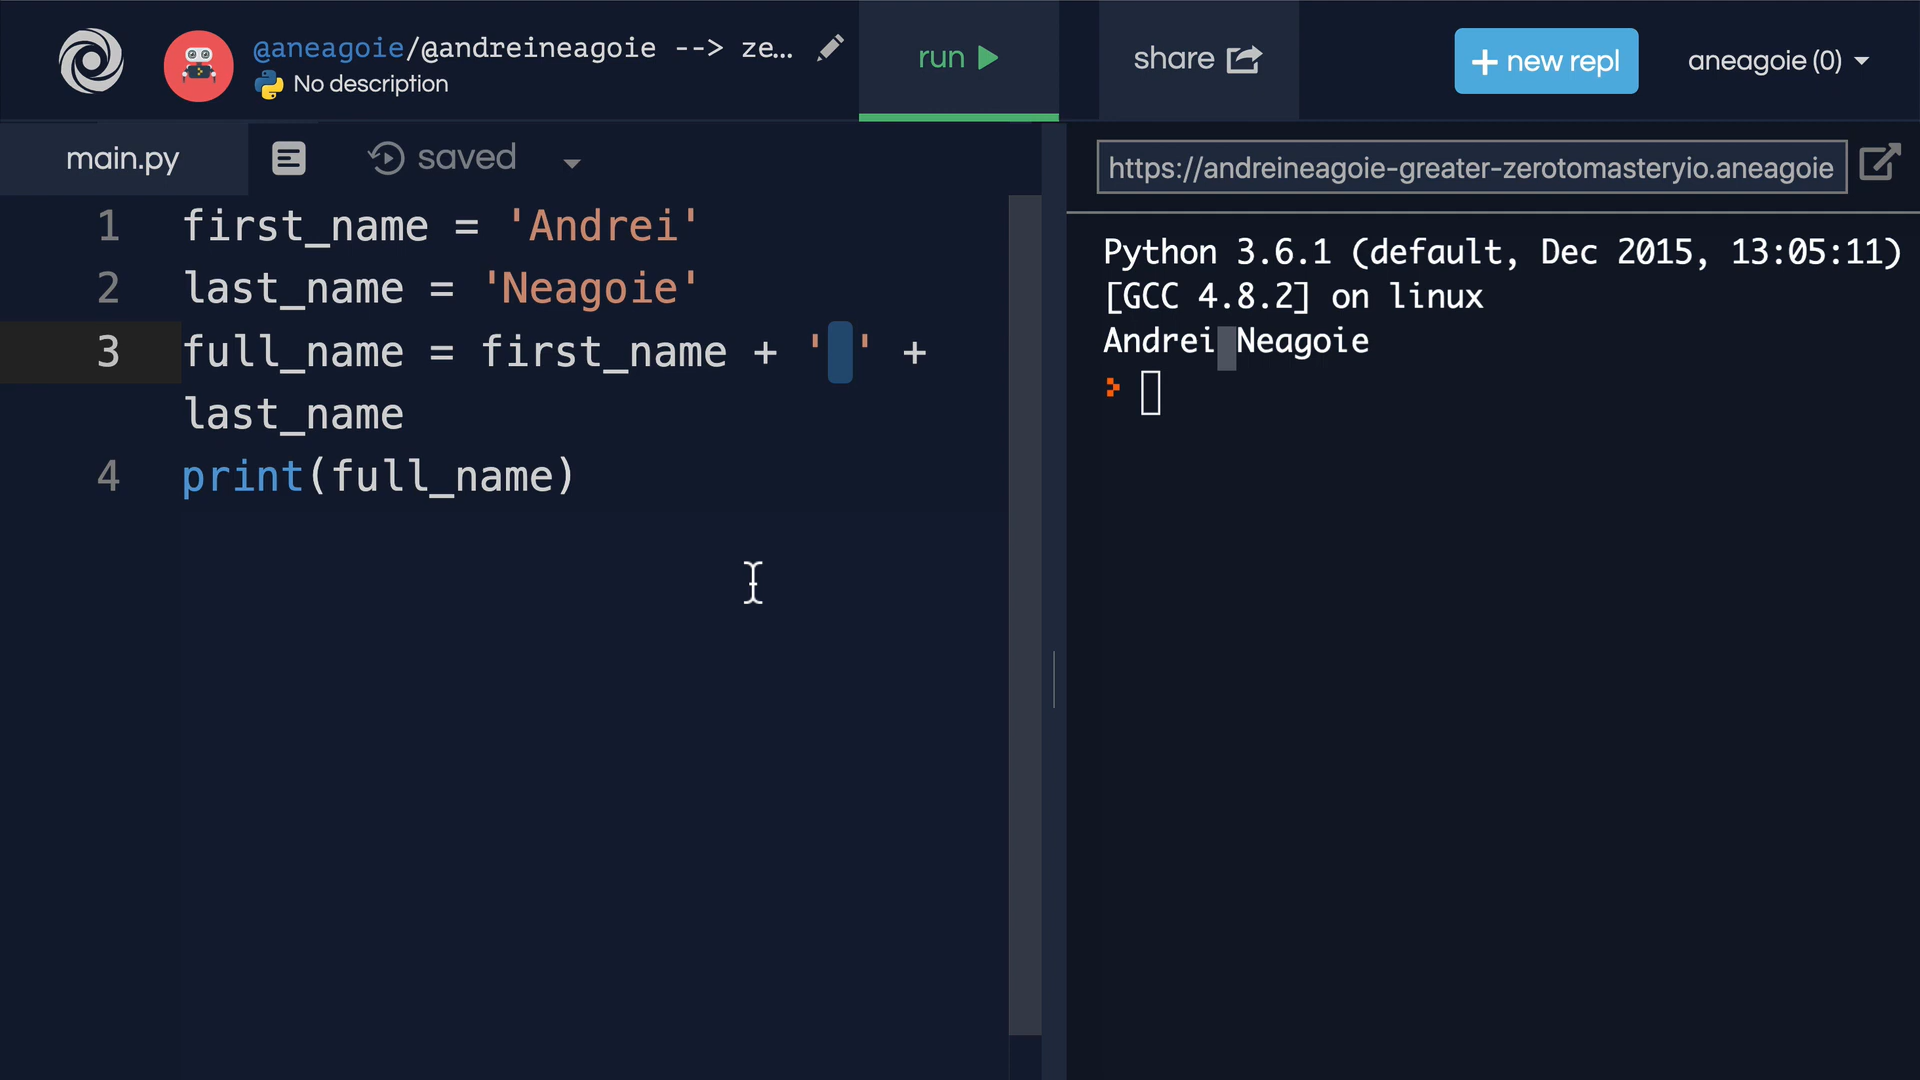 @aneagoie/@andreineagoie --> ze...
No description
run
share
+ new repl
aneagoie (0)
main.py
saved
https://andreineagoie-greater-zerotomasteryio.aneagoie
1 first_name = 'Andrei'
2 last_name = 'Neagoie'
3 full_name = first_name + ' ' +
last_name
4 print(full_name)
Python 3.6.1 (default, Dec 2015, 13:05:11)
[GCC 4.8.2] on linux
Andrei Neagoie